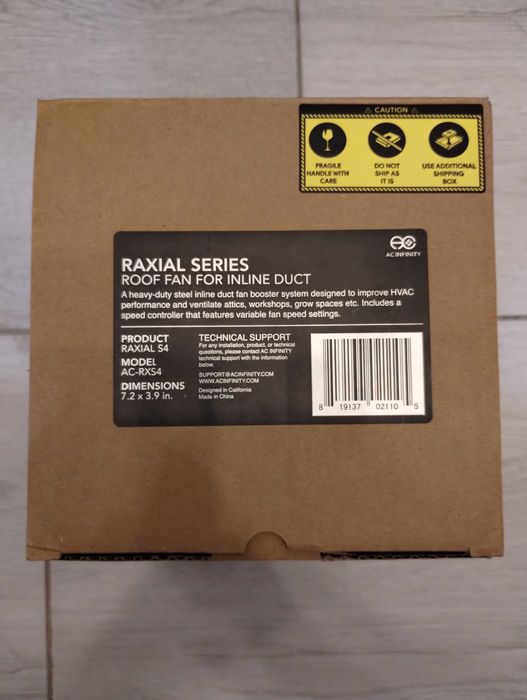 ⚠ CAUTION ⚠
FRAGILE
HANDLE WITH
CARE
DO NOT
SHIP AS
IT IS
USE ADDITIONAL
SHIPPING
BOX
AC INFINITY
RAXIAL SERIES
ROOF FAN FOR INLINE DUCT
A heavy-duty steel inline duct fan booster system designed to improve HVAC
performance and ventilate attics, workshops, grow spaces etc. Includes a
speed controller that features variable fan speed settings.
PRODUCT
RAXIAL S4
MODEL
AC-RXS4
DIMENSIONS
7.2 x 3.9 in.
TECHNICAL SUPPORT
For any installation, product, or technical
questions, please contact AC INFINITY
technical support with the information
below.
SUPPORT@ACINFINITY.COM
WWW.ACINFINITY.COM
Designed in California
Made in China
8 19137 02110 5